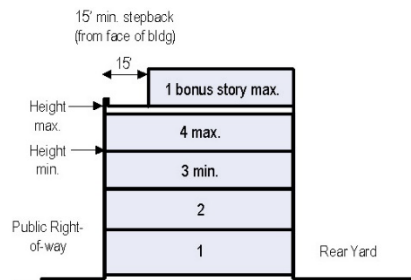 15' min. stepback
(from face of bldg)
15'
1 bonus story max.
Height
max.
4 max.
Height
min.
3 min.
2
Public Right-
of-way
1
Rear Yard